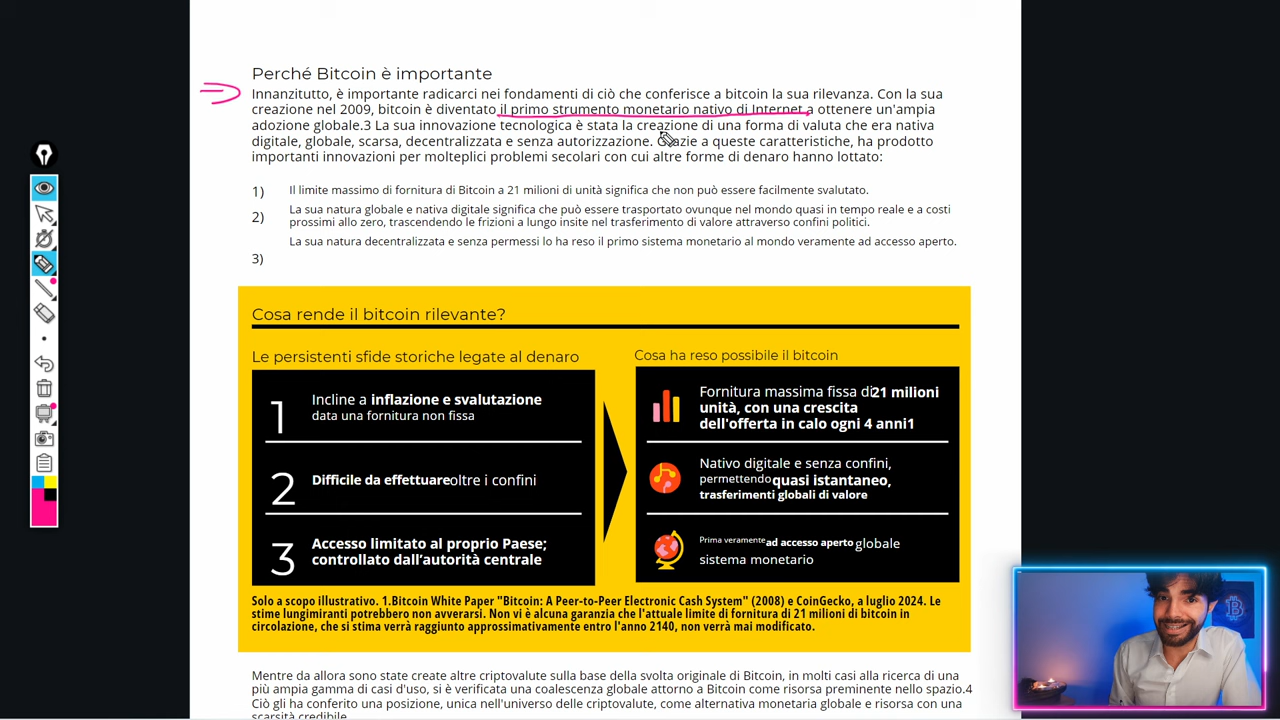 Perché Bitcoin è importante
Innanzitutto, è importante radicarci nei fondamenti di ciò che conferisce a bitcoin la sua rilevanza. Con la sua
creazione nel 2009, bitcoin è diventato il primo strumento monetario nativo di Internet a ottenere un'ampia
adozione globale.3 La sua innovazione tecnologica è stata la creazione di una forma di valuta che era nativa
digitale, globale, scarsa, decentralizzata e senza autorizzazione. Grazie a queste caratteristiche, ha prodotto
importanti innovazioni per molteplici problemi secolari con cui altre forme di denaro hanno lottato:
1) Il limite massimo di fornitura di Bitcoin a 21 milioni di unità significa che non può essere facilmente svalutato.
2) La sua natura globale e nativa digitale significa che può essere trasportato ovunque nel mondo quasi in tempo reale e a costi
prossimi allo zero, trascendendo le frizioni a lungo insite nel trasferimento di valore attraverso confini politici.
La sua natura decentralizzata e senza permessi lo ha reso il primo sistema monetario al mondo veramente ad accesso aperto.
3)
Cosa rende il bitcoin rilevante?
Le persistenti sfide storiche legate al denaro
1
Incline a inflazione e svalutazione
data una fornitura non fissa
2
Difficile da effettuareoltre i confini
3
Accesso limitato al proprio Paese;
controllato dall'autorità centrale
Cosa ha reso possibile il bitcoin
Fornitura massima fissa di21 milioni
unità, con una crescita
dell'offerta in calo ogni 4 anni1
Nativo digitale e senza confini,
permettendoquasi istantaneo,
trasferimenti globali di valore
Prima veramentead accesso aperto globale
sistema monetario
Solo a scopo illustrativo. 1.Bitcoin White Paper "Bitcoin: A Peer-to-Peer Electronic Cash System" (2008) e CoinGecko, a luglio 2024. Le
stime lungimiranti potrebbero non avverarsi. Non vi è alcuna garanzia che l'attuale limite di fornitura di 21 milioni di bitcoin in
circolazione, che si stima verrà raggiunto approssimativamente entro l'anno 2140, non verrà mai modificato.
Mentre da allora sono state create altre criptovalute sulla base della svolta originale di Bitcoin, in molti casi alla ricerca di una
più ampia gamma di casi d'uso, si è verificata una coalescenza globale attorno a Bitcoin come risorsa preminente nello spazio.4
Ciò gli ha conferito una posizione, unica nell'universo delle criptovalute, come alternativa monetaria globale e risorsa con una
scarsità credibile.